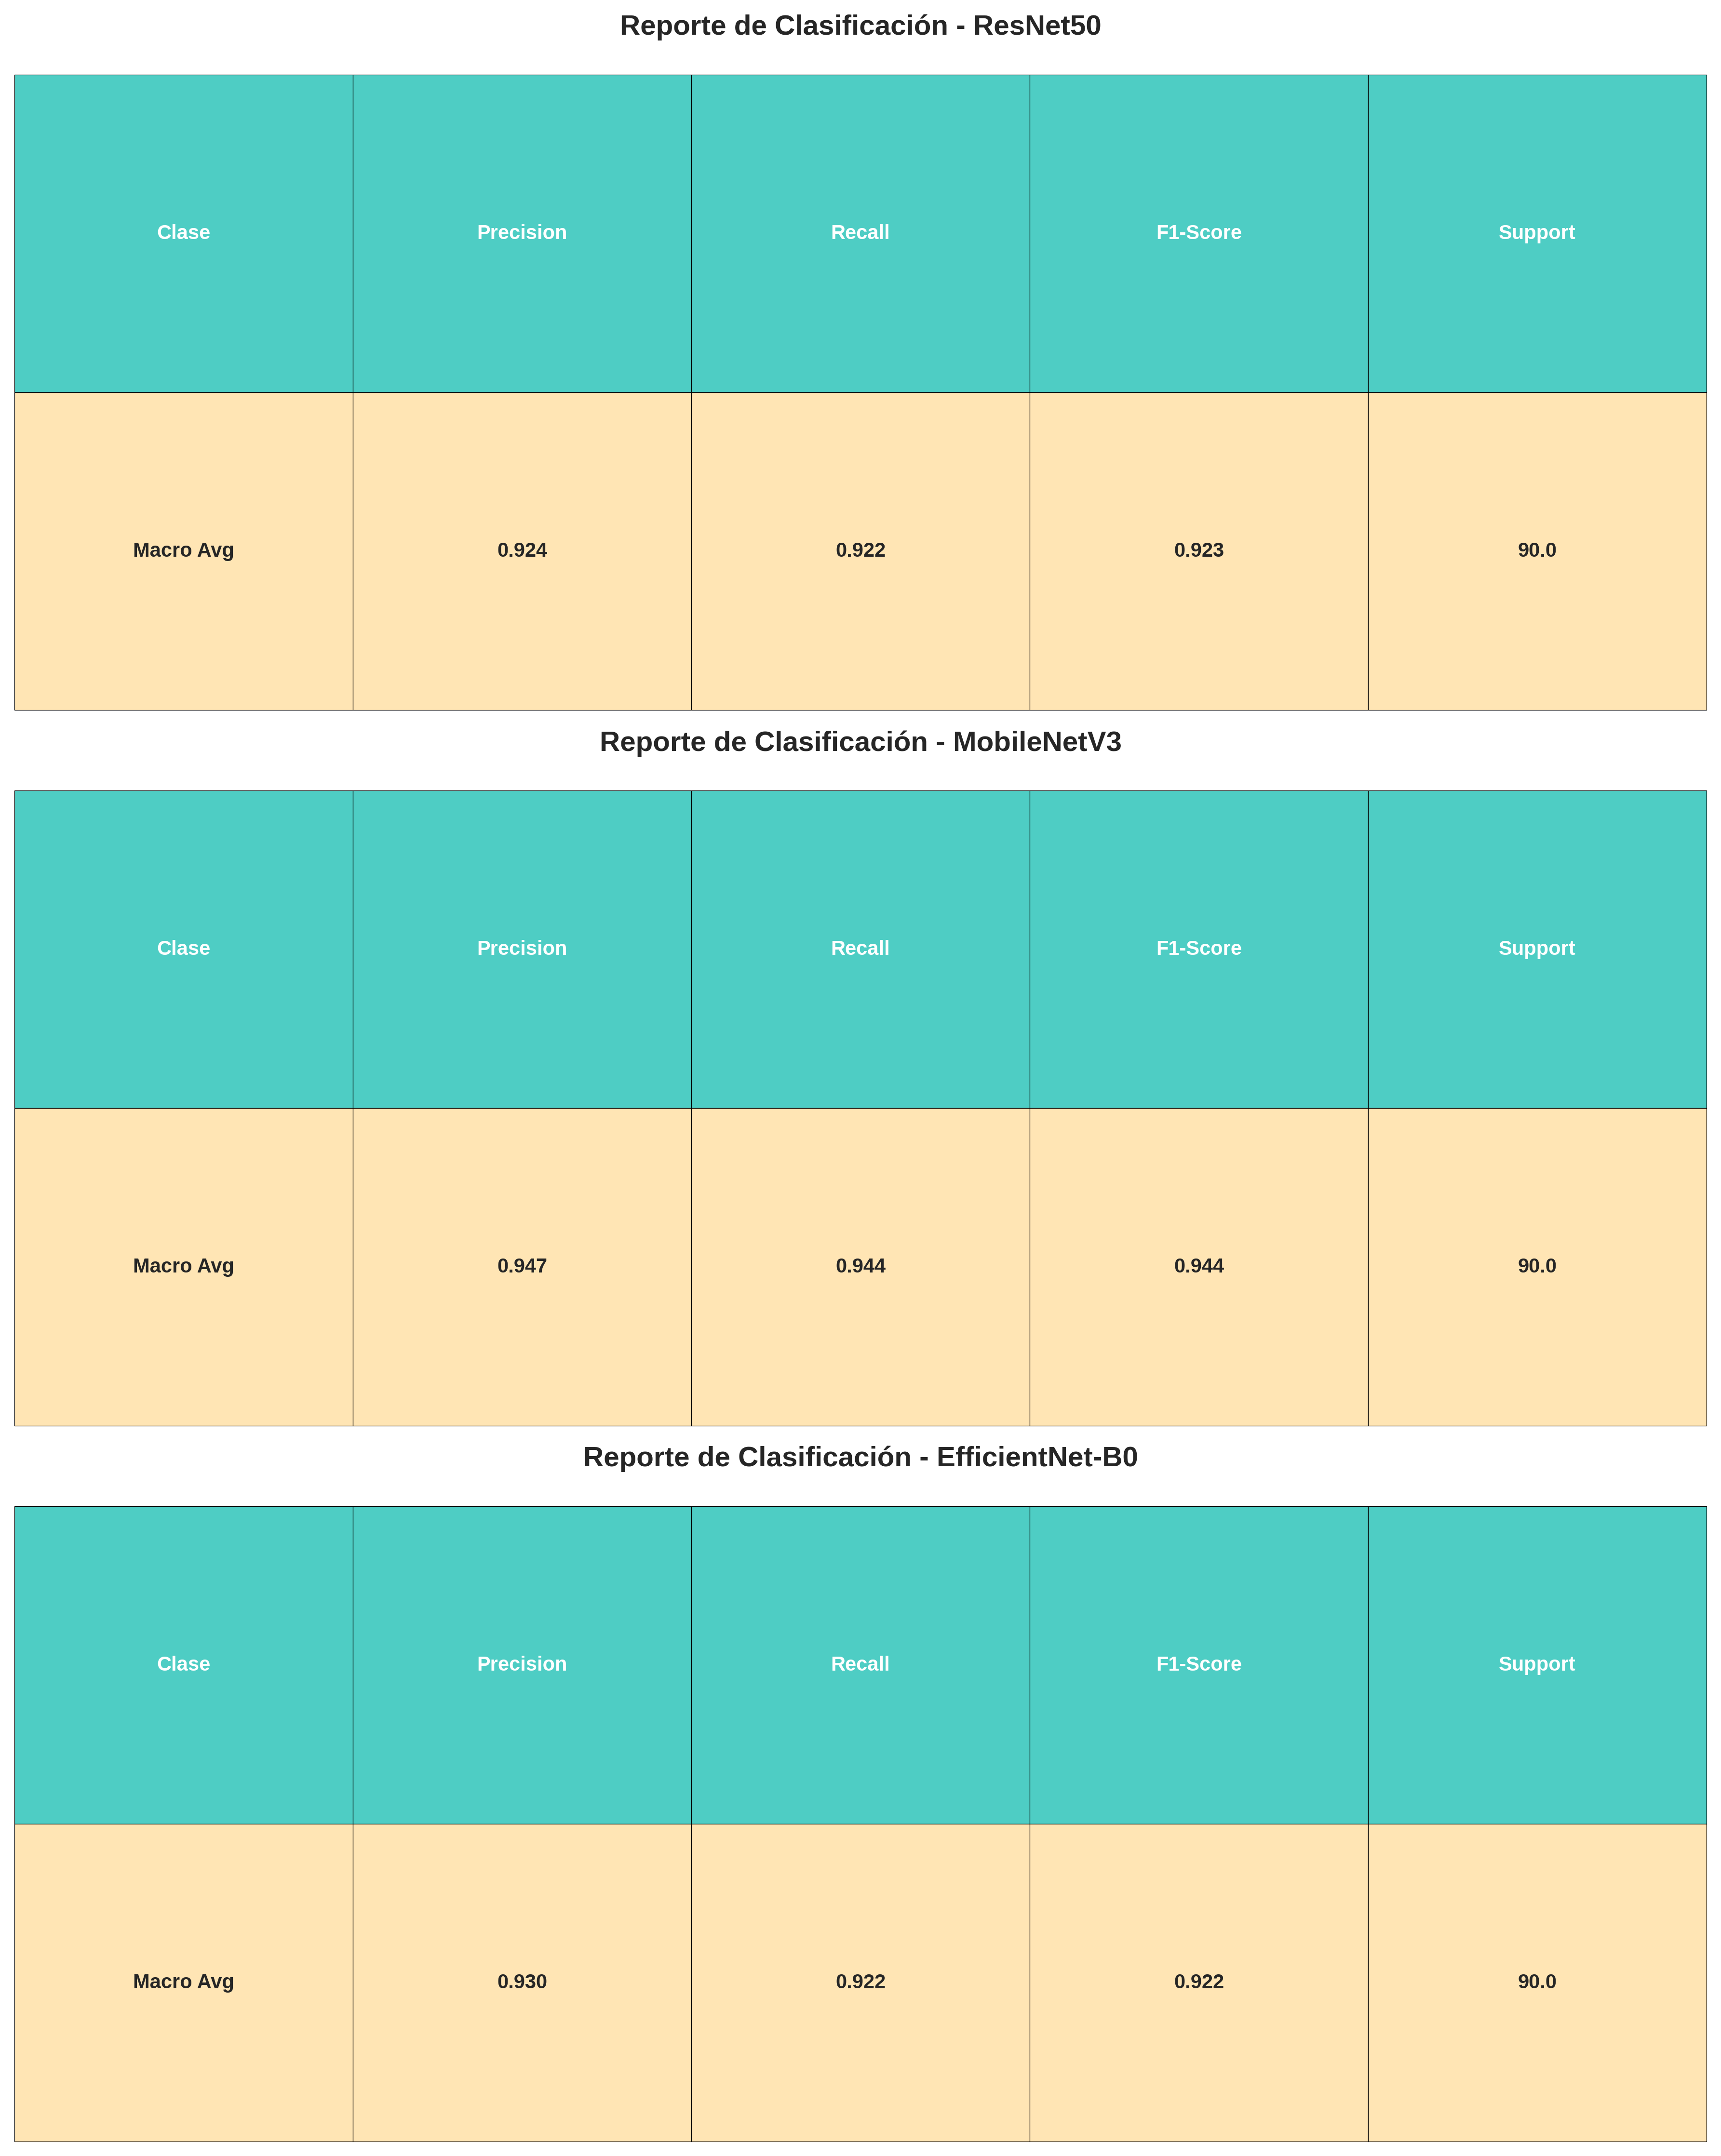 Reporte de Clasificación - ResNet50
Clase Precision Recall F1-Score Support
Macro Avg 0.924 0.922 0.923 90.0
Reporte de Clasificación - MobileNetV3
Clase Precision Recall F1-Score Support
Macro Avg 0.947 0.944 0.944 90.0
Reporte de Clasificación - EfficientNet-B0
Clase Precision Recall F1-Score Support
Macro Avg 0.930 0.922 0.922 90.0